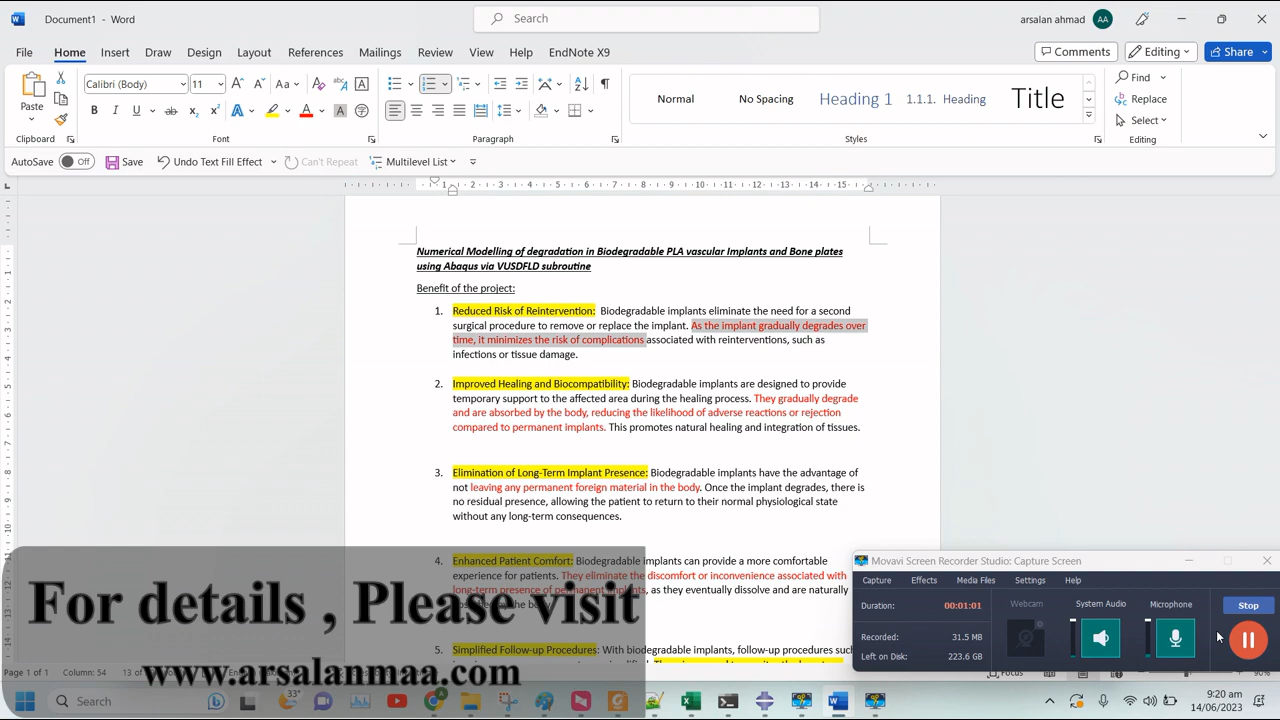 Document1 - Word
Search
arsalan ahmad
AA
File Home Insert Draw Design Layout References Mailings Review View Help EndNote X9
Comments Editing Share
Paste
Calibri (Body) 11
Normal No Spacing Heading 1 1.1.1. Heading Title
Find
Replace
Select
Clipboard Font Paragraph Styles Editing
AutoSave Off Save Undo Text Fill Effect Can't Repeat Multilevel List
Numerical Modelling of degradation in Biodegradable PLA vascular Implants and Bone plates
using Abaqus via VUSDFLD subroutine
Benefit of the project:
1. Reduced Risk of Reintervention: Biodegradable implants eliminate the need for a second
surgical procedure to remove or replace the implant. As the implant gradually degrades over
time, it minimizes the risk of complications associated with reinterventions, such as
infections or tissue damage.
2. Improved Healing and Biocompatibility: Biodegradable implants are designed to provide
temporary support to the affected area during the healing process. They gradually degrade
and are absorbed by the body, reducing the likelihood of adverse reactions or rejection
compared to permanent implants. This promotes natural healing and integration of tissues.
3. Elimination of Long-Term Implant Presence: Biodegradable implants have the advantage of
not leaving any permanent foreign material in the body. Once the implant degrades, there is
no residual presence, allowing the patient to return to their normal physiological state
without any long-term consequences.
4. Enhanced Patient Comfort: Biodegradable implants can provide a more comfortable
experience for patients. They eliminate the discomfort or inconvenience associated with
long-term presence of permanent implants, as they eventually dissolve and are naturally
5. Simplified Follow-up Procedures: With biodegradable implants, follow-up procedures such
For details , Please visit
www.arsalanmaa.com
Movavi Screen Recorder Studio: Capture Screen
Capture Effects Media Files Settings Help
Duration: 00:01:01
Webcam System Audio Microphone
Stop
Recorded: 31.5 MB
Left on Disk: 223.6 GB
Page 1 of 1 Column: 54
Focus 90%
Search
33°
9:20 am
14/06/2023